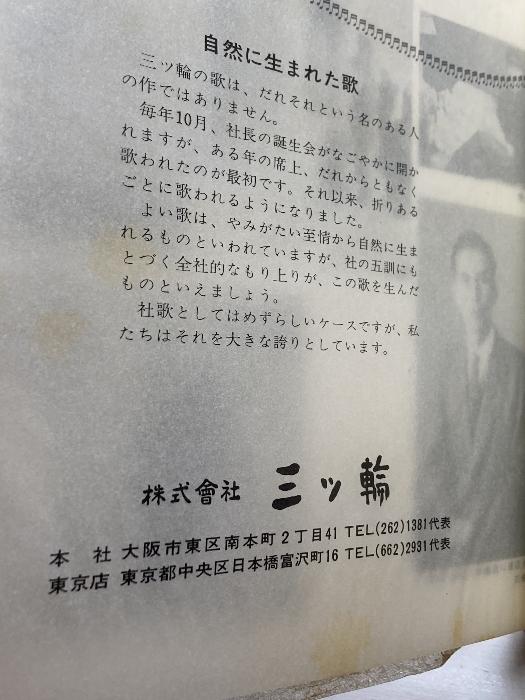 自然に生まれた歌
三ツ輪の歌は、だれそれという名のある人
の作ではありません。
毎年10月、社長の誕生会がなごやかに開か
れますが、ある年の席上、だれからともなく
歌われたのが最初です。それ以来、折りある
ごとに歌われるようになりました。
よい歌は、やみがたい至情から自然に生ま
れるものといわれていますが、社の五訓にも
とづく全社的なもり上りが、この歌を生んだ
ものといえましょう。
社歌としてはめずらしいケースですが、私
たちはそれを大きな誇りとしています。
株式會社 三ツ輪
本 社 大阪市東区南本町2丁目41 TEL(262)1381代表
東京店 東京都中央区日本橋富沢町16 TEL(662)2931代表